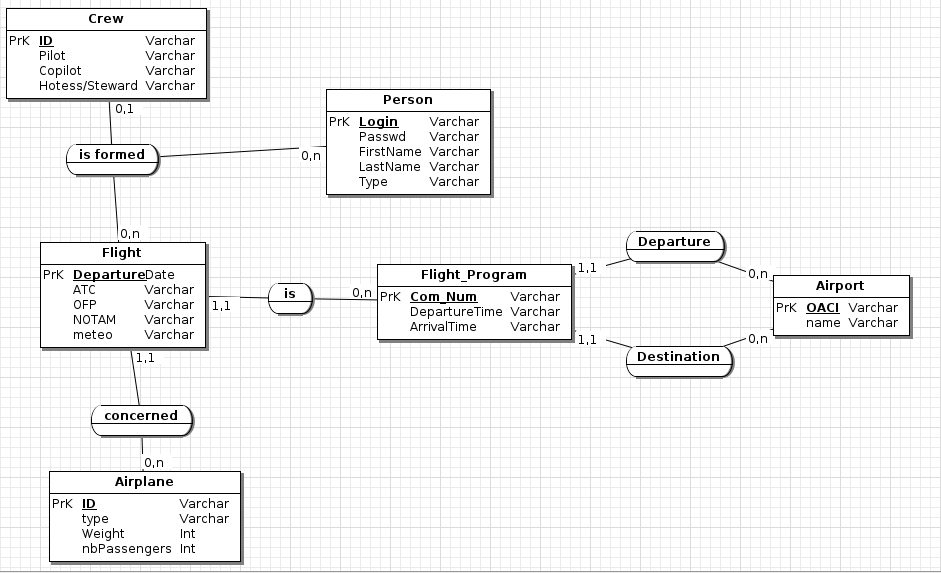 Crew
PrK ID Varchar
Pilot Varchar
Copilot Varchar
Hotess/Steward Varchar
0,1
Person
PrK Login Varchar
Passwd Varchar
FirstName Varchar
LastName Varchar
Type Varchar
is formed
0,n
0,n
Flight
PrK DepartureDate
ATC Varchar
OFP Varchar
NOTAM Varchar
meteo Varchar
1,1
is
0,n
Flight_Program
PrK Com_Num Varchar
DepartureTime Varchar
ArrivalTime Varchar
1,1
Departure
0,n
Airport
PrK OACI Varchar
name Varchar
1,1
Destination
0,n
1,1
concerned
0,n
Airplane
PrK ID Varchar
type Varchar
Weight Int
nbPassengers Int